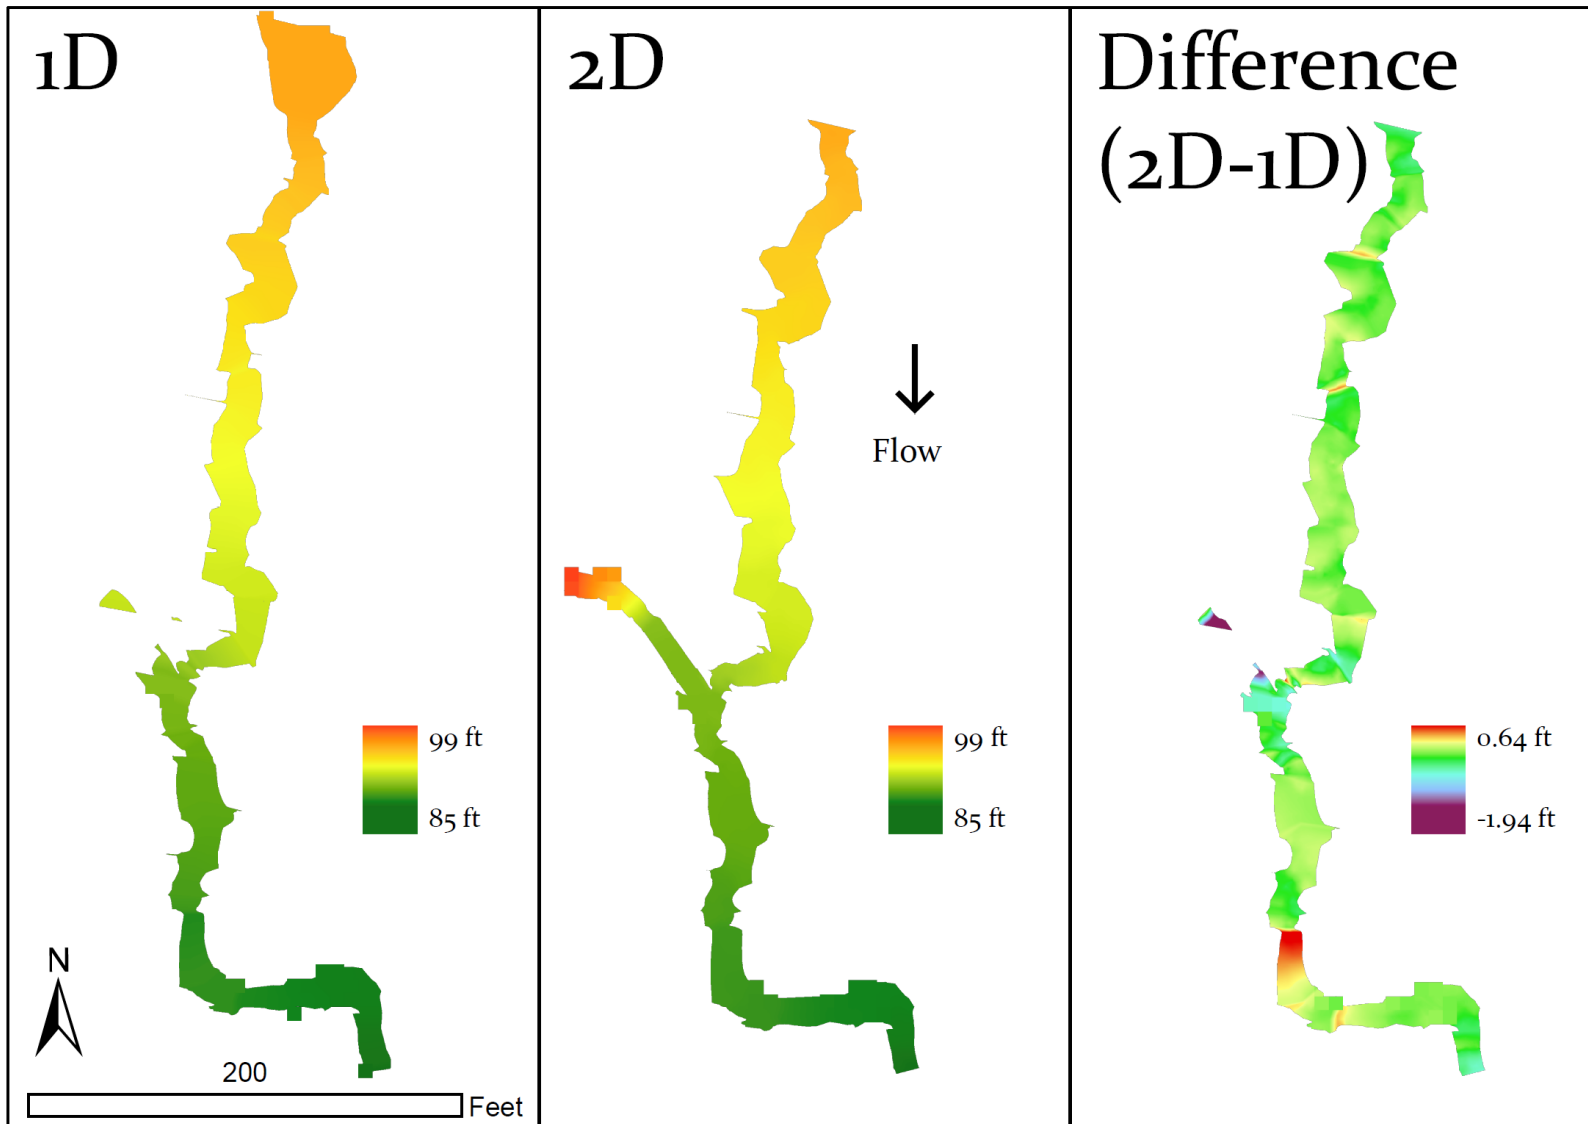 1D
99 ft
85 ft
N
200
Feet
2D
Flow
99 ft
85 ft
Difference
(2D-1D)
0.64 ft
-1.94 ft